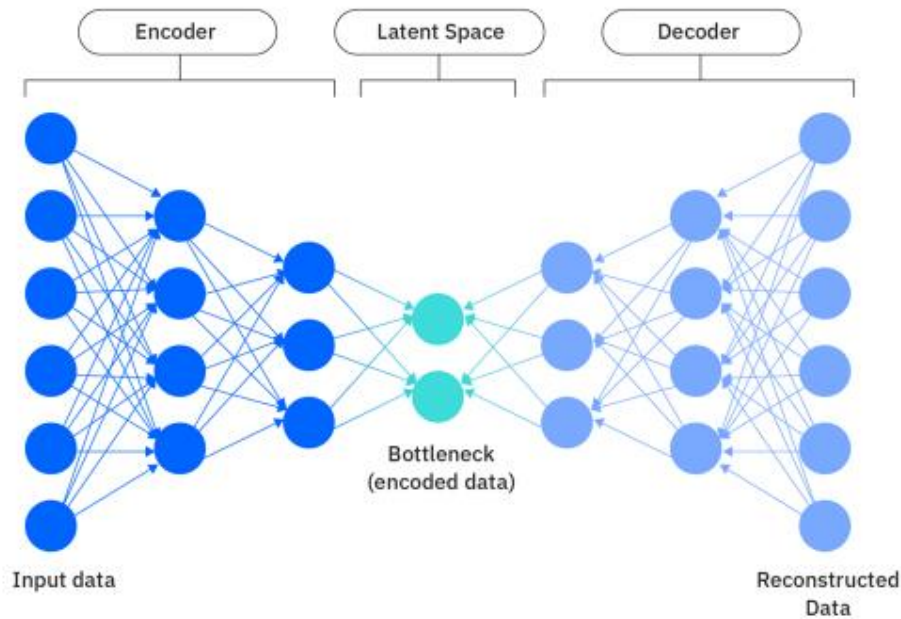 Encoder
Latent Space
Decoder
Bottleneck
(encoded data)
Input data
Reconstructed
Data